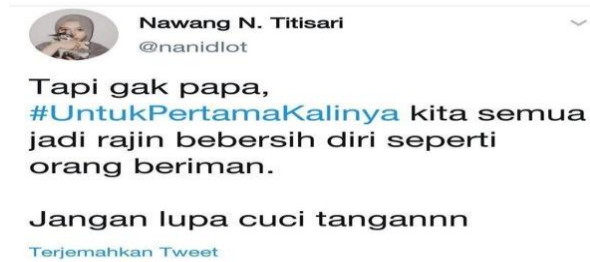 Nawang N. Titisari
@nanidlot
Tapi gak papa,
#UntukPertamaKalinya kita semua
jadi rajin bebersih diri seperti
orang beriman.
Jangan lupa cuci tangannn
Terjemahkan Tweet